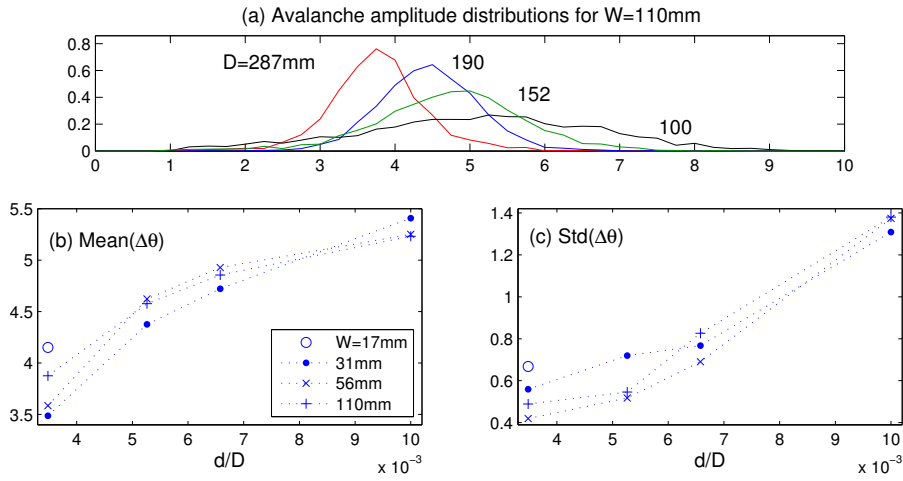 (a) Avalanche amplitude distributions for W=110mm
0.8
0.6
0.4
0.2
0
D=287mm
190
152
100
0 1 2 3 4 5 6 7 8 9 10
(b) Mean(Δθ)
5.5
5
4.5
4
3.5
W=17mm
31mm
56mm
110mm
4 5 6 7 8 9 10
d/D
x 10⁻³
(c) Std(Δθ)
1.4
1.2
1
0.8
0.6
0.4
4 5 6 7 8 9 10
d/D
x 10⁻³